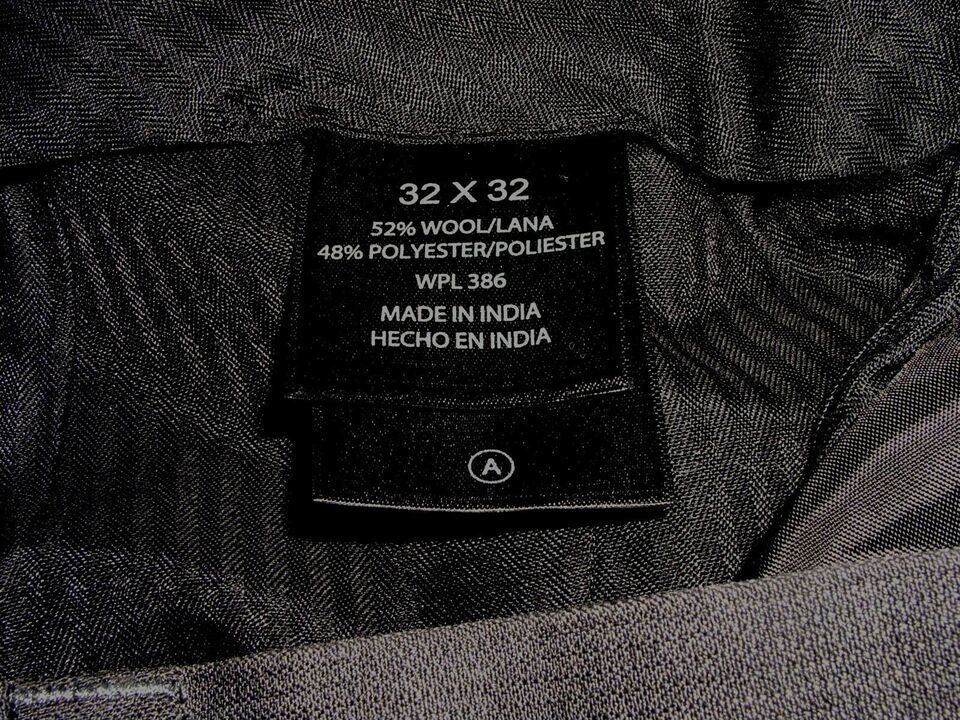 32 X 32
52% WOOL/LANA
48% POLYESTER/POLIESTER
WPL 386
MADE IN INDIA
HECHO EN INDIA
A